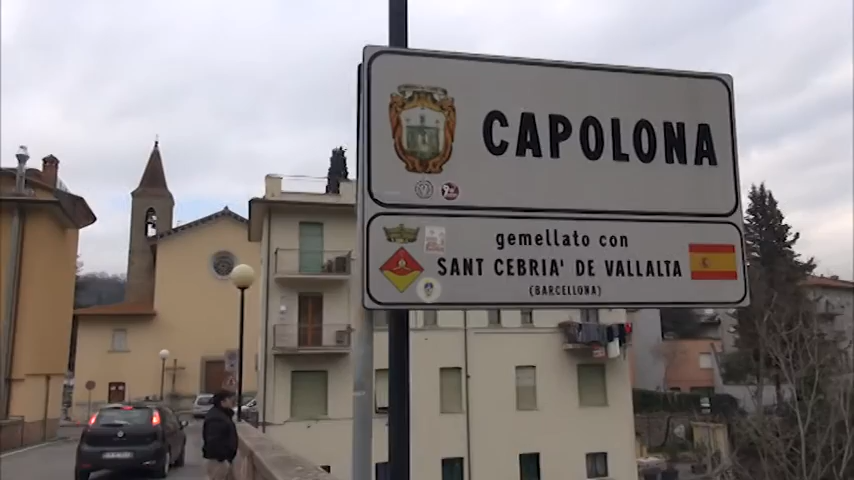 CAPOLONA
gemellato con
SANT CEBRIA' DE VALLALTA
(BARCELLONA)